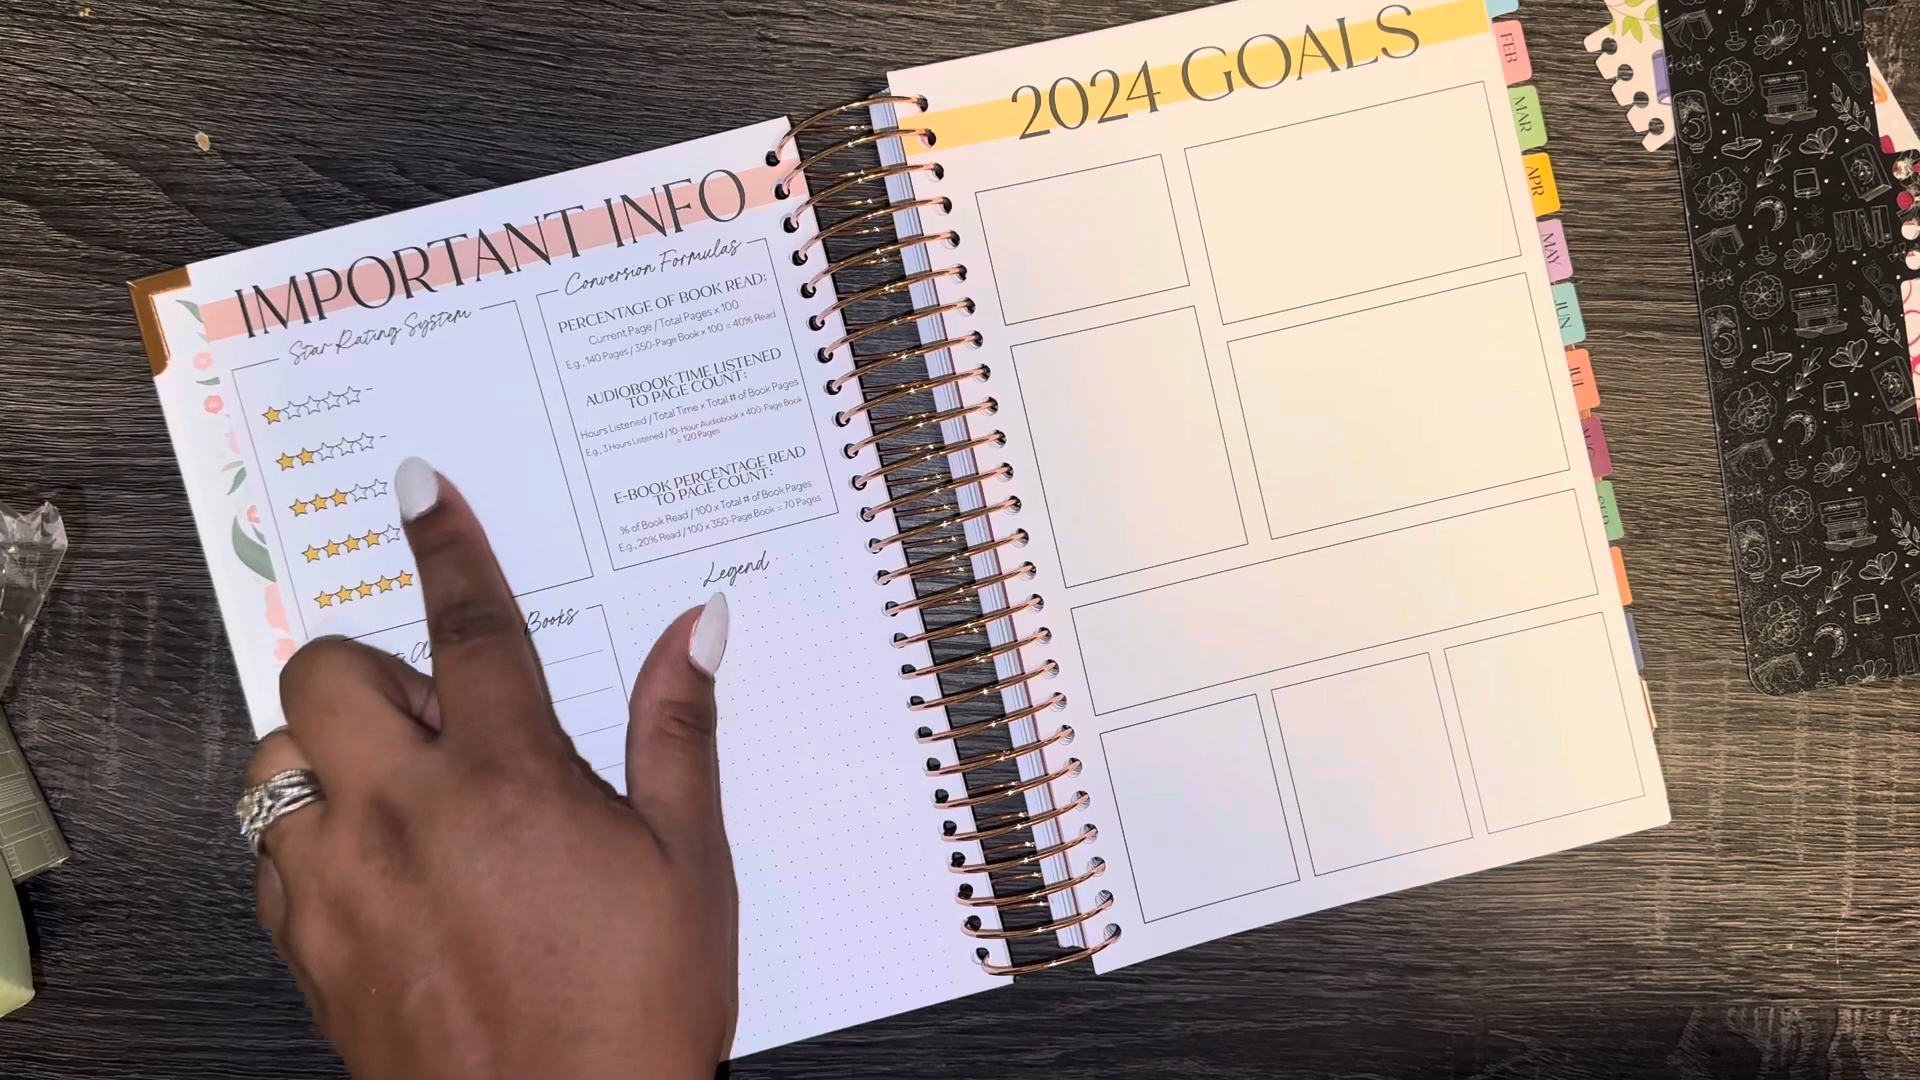 IMPORTANT INFO
Star Rating System
Conversion Formulas
PERCENTAGE OF BOOK READ:
Current Page / Total Pages x 100
E.g., 140 Pages / 350-Page Book x 100 = 40% Read
AUDIOBOOK TIME LISTENED
TO PAGE COUNT:
Hours Listened / Total Time x Total # of Book Pages
E.g., 3 Hours Listened / 10-Hour Audiobook x 400-Page Book
= 120 Pages
E-BOOK PERCENTAGE READ
TO PAGE COUNT:
% of Book Read / 100 x Total # of Book Pages
E.g., 20% Read / 100 x 350-Page Book = 70 Pages
Books
Legend
2024 GOALS
FEB
MAR
APR
MAY
JUN
JUL
AUG
SEP